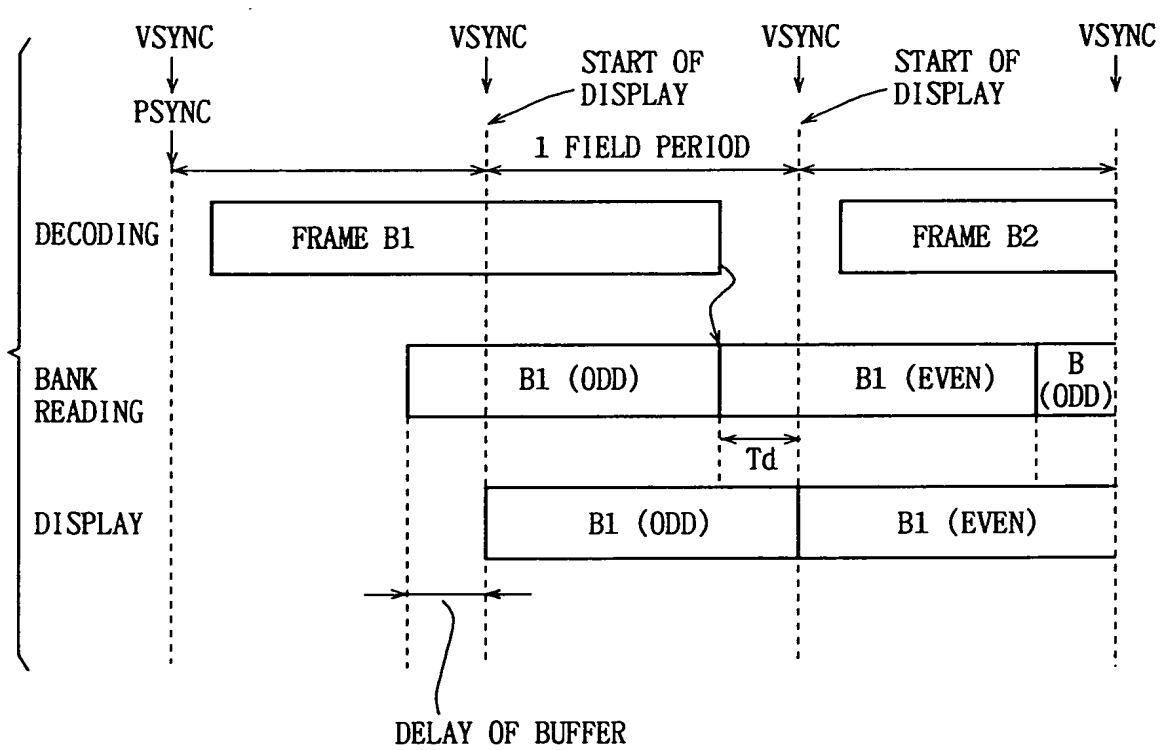 VSYNC
VSYNC
VSYNC
VSYNC
START OF
DISPLAY
START OF
DISPLAY
PSYNC
1 FIELD PERIOD
DECODING
FRAME B1
FRAME B2
BANK
READING
B1 (ODD)
B1 (EVEN)
B
(ODD)
Td
DISPLAY
B1 (ODD)
B1 (EVEN)
DELAY OF BUFFER